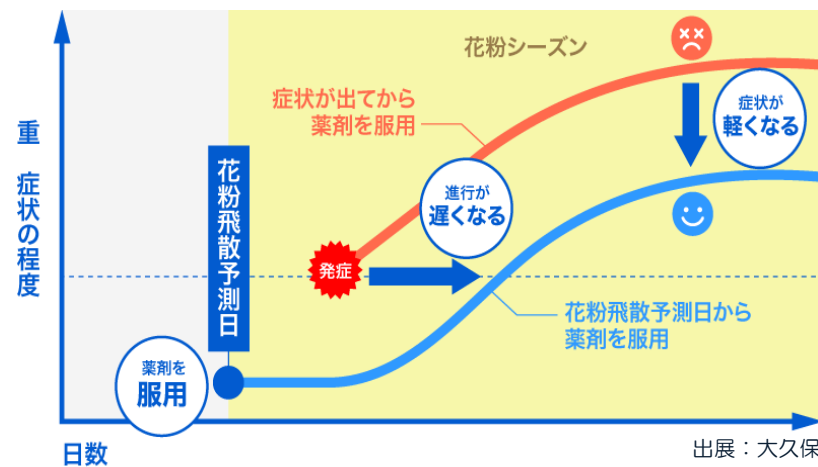 花粉シーズン
症状が出てから
薬剤を服用
症状が
軽くなる
重 症状の程度
花粉飛散予測日
進行が
遅くなる
発症
花粉飛散予測日から
薬剤を服用
薬剤を
服用
日数
出展：大久保